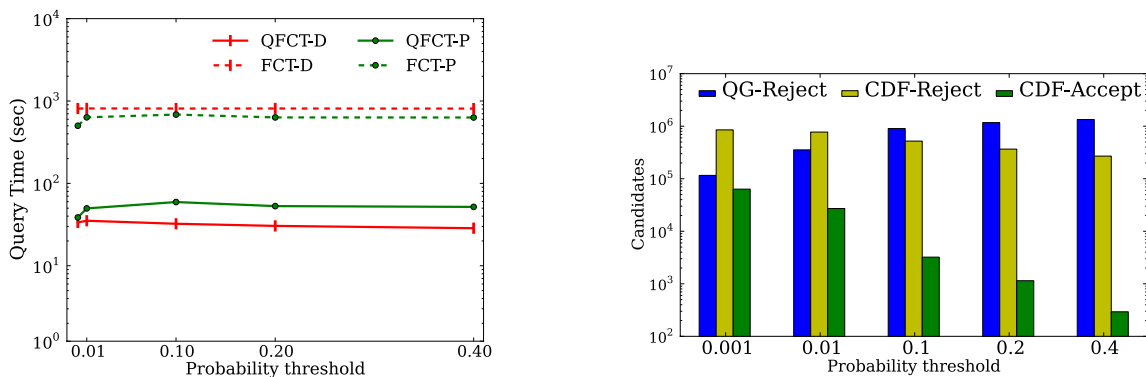 10^4
QFCT-D QFCT-P
FCT-D FCT-P
10^3
10^2
10^1
10^0
Query Time (sec)
0.01 0.10 0.20 0.40
Probability threshold
10^7
QG-Reject CDF-Reject CDF-Accept
10^6
10^5
10^4
10^3
10^2
Candidates
0.001 0.01 0.1 0.2 0.4
Probability threshold